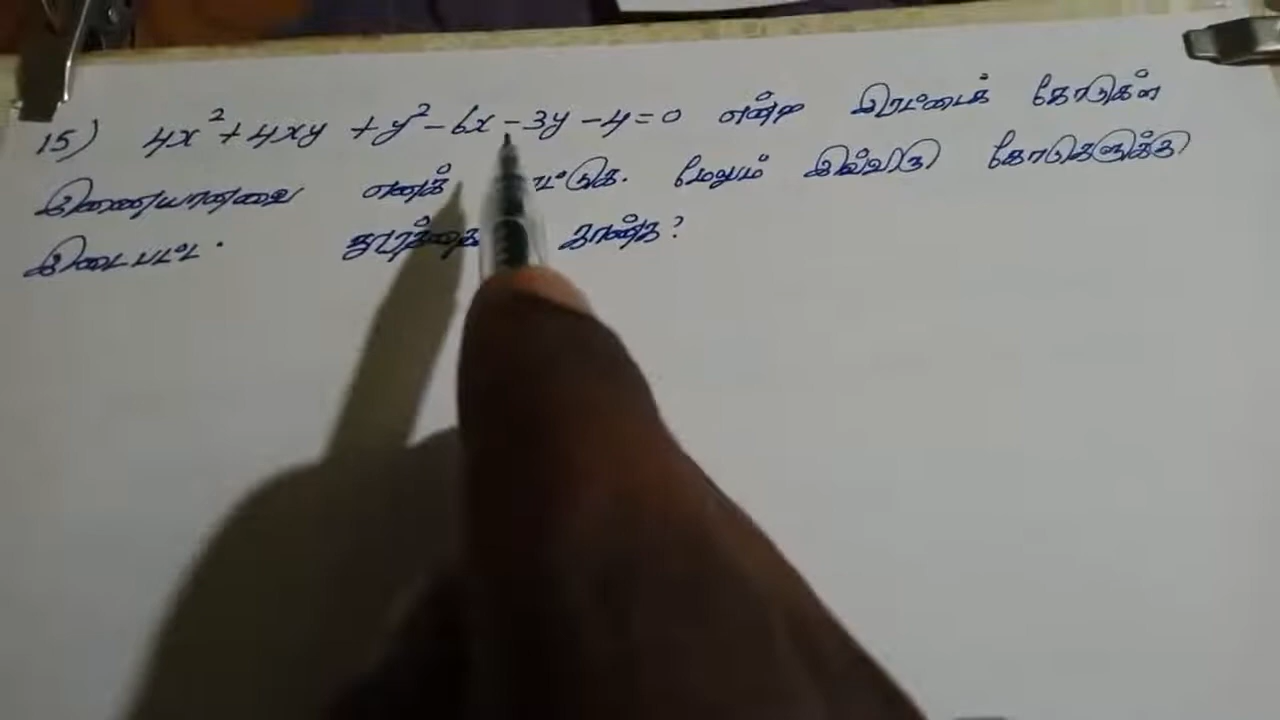 15) 4x² + 4xy + y² - 6x - 3y - 4 = 0 என்ற இரட்டைக் கோடுகள்
இணையானவை எனக் மேலும் இவ்விரு கோடுகளுக்கு
இடைபட்ட தூரத்தை காண்க?